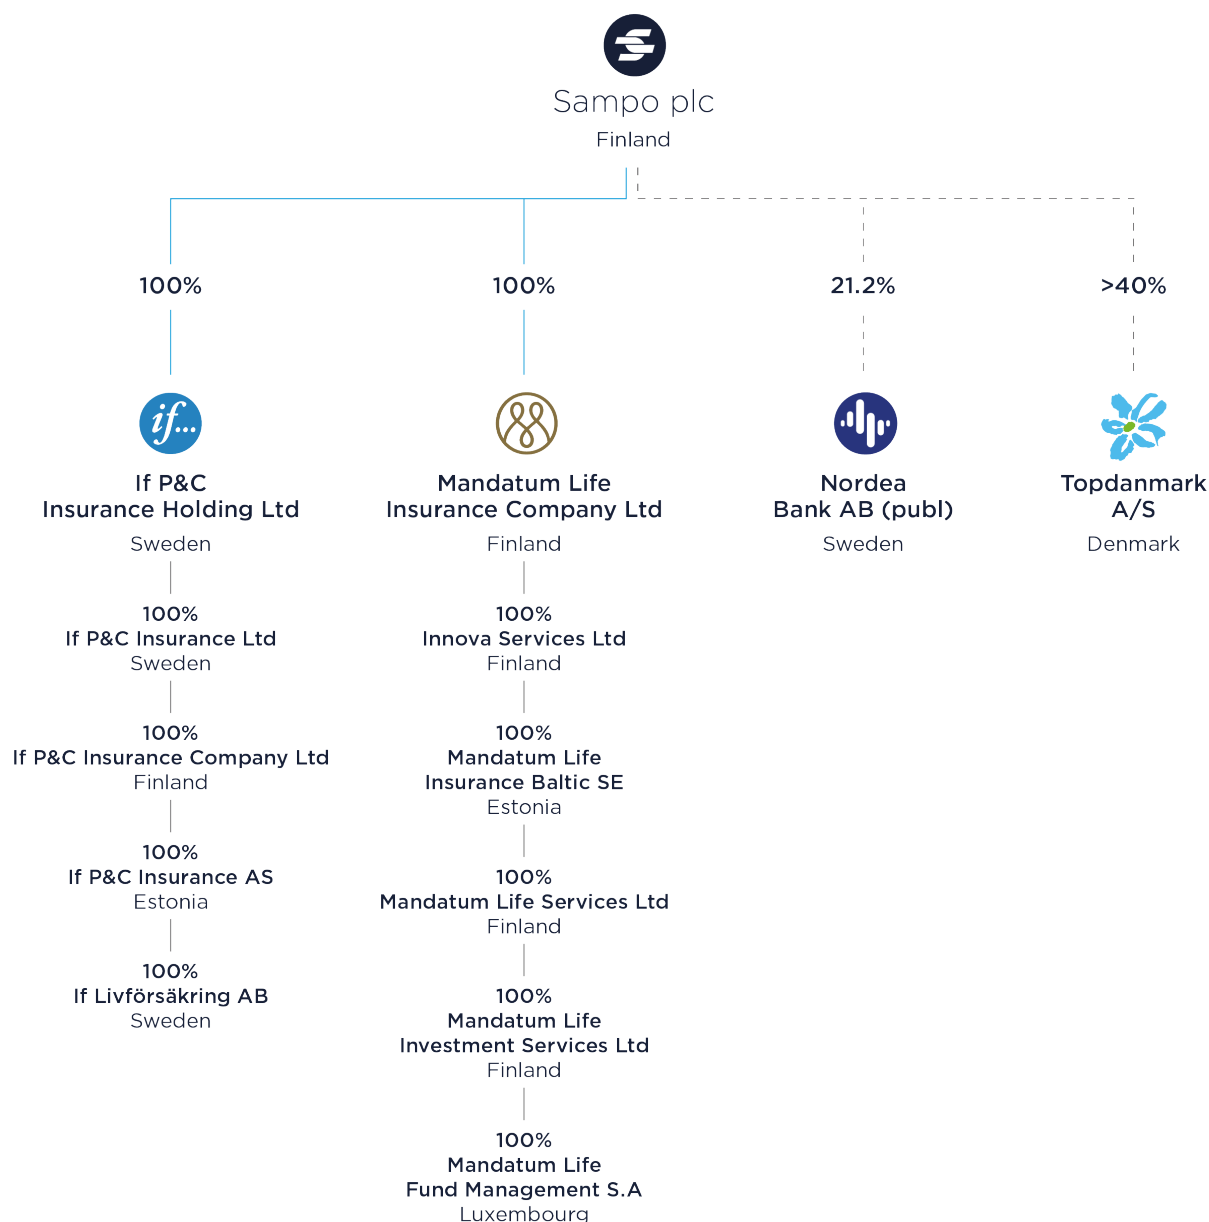 Sampo plc
Finland
100%
100%
21.2%
>40%
if...
If P&C
Insurance Holding Ltd
Sweden
100%
If P&C Insurance Ltd
Sweden
100%
If P&C Insurance Company Ltd
Finland
100%
If P&C Insurance AS
Estonia
100%
If Livförsäkring AB
Sweden
Mandatum Life
Insurance Company Ltd
Finland
100%
Innova Services Ltd
Finland
100%
Mandatum Life
Insurance Baltic SE
Estonia
100%
Mandatum Life Services Ltd
Finland
100%
Mandatum Life
Investment Services Ltd
Finland
100%
Mandatum Life
Fund Management S.A
Luxembourg
Nordea
Bank AB (publ)
Sweden
Topdanmark
A/S
Denmark